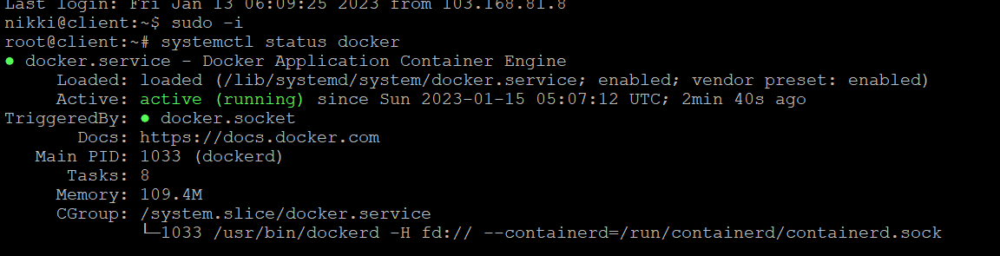 Last login: Fri Jan 13 06:09:25 2023 from 103.168.81.8
nikki@client:~$ sudo -i
root@client:~# systemctl status docker
● docker.service - Docker Application Container Engine
     Loaded: loaded (/lib/systemd/system/docker.service; enabled; vendor preset: enabled)
     Active: active (running) since Sun 2023-01-15 05:07:12 UTC; 2min 40s ago
TriggeredBy: ● docker.socket
       Docs: https://docs.docker.com
   Main PID: 1033 (dockerd)
      Tasks: 8
     Memory: 109.4M
     CGroup: /system.slice/docker.service
             └─1033 /usr/bin/dockerd -H fd:// --containerd=/run/containerd/containerd.sock